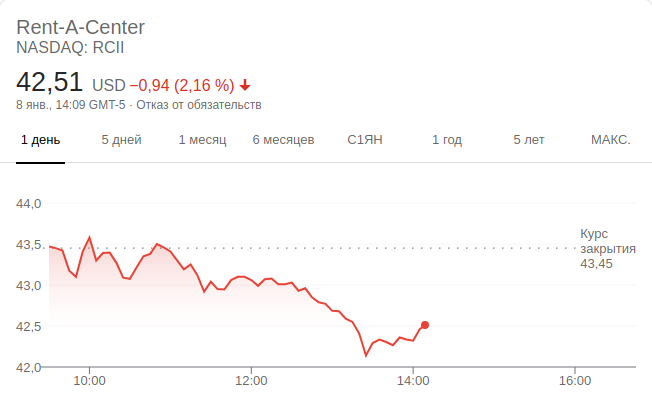 Rent-A-Center
NASDAQ: RCII
42,51 USD −0,94 (2,16 %)
8 янв., 14:09 GMT-5 · Отказ от обязательств
1 день 5 дней 1 месяц 6 месяцев С1ЯН 1 год 5 лет МАКС.
44,0
43,5
43,0
42,5
42,0
Курс
закрытия
43,45
10:00 12:00 14:00 16:00